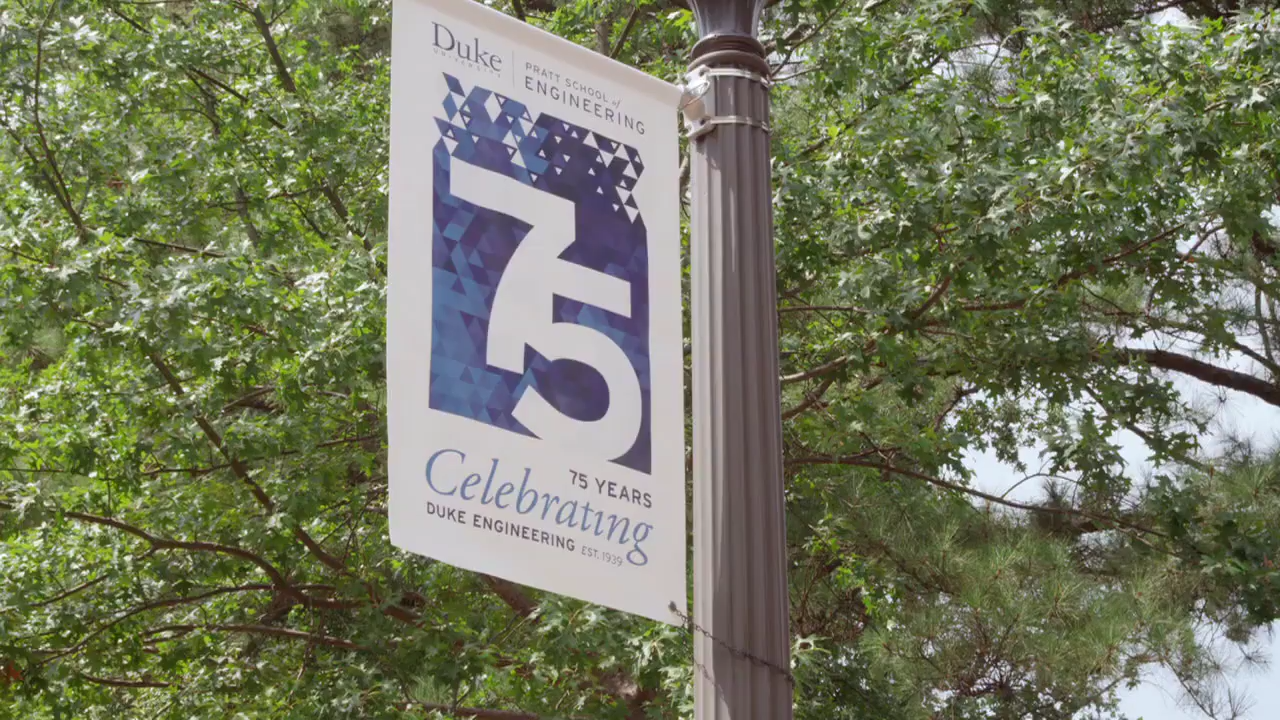 Duke
UNIVERSITY
PRATT SCHOOL of
ENGINEERING
75
75 YEARS
Celebrating
DUKE ENGINEERING EST. 1939